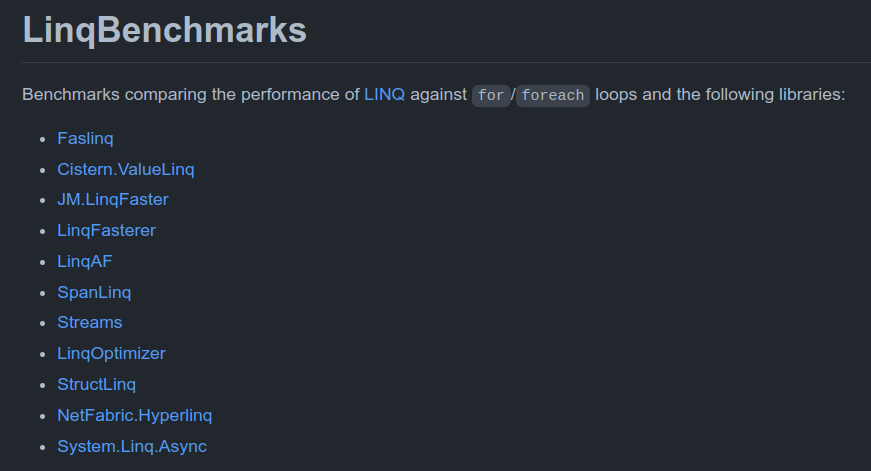 LinqBenchmarks
Benchmarks comparing the performance of LINQ against for/foreach loops and the following libraries:
• Faslinq
• Cistern.ValueLinq
• JM.LinqFaster
• LinqFasterer
• LinqAF
• SpanLinq
• Streams
• LinqOptimizer
• StructLinq
• NetFabric.Hyperlinq
• System.Linq.Async